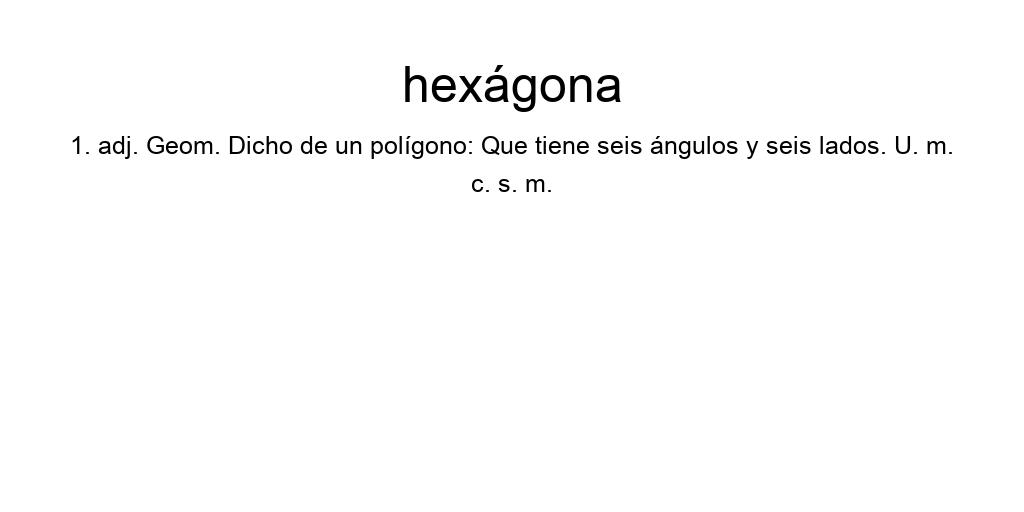 hexágona
1. adj. Geom. Dicho de un polígono: Que tiene seis ángulos y seis lados. U. m.
c. s. m.